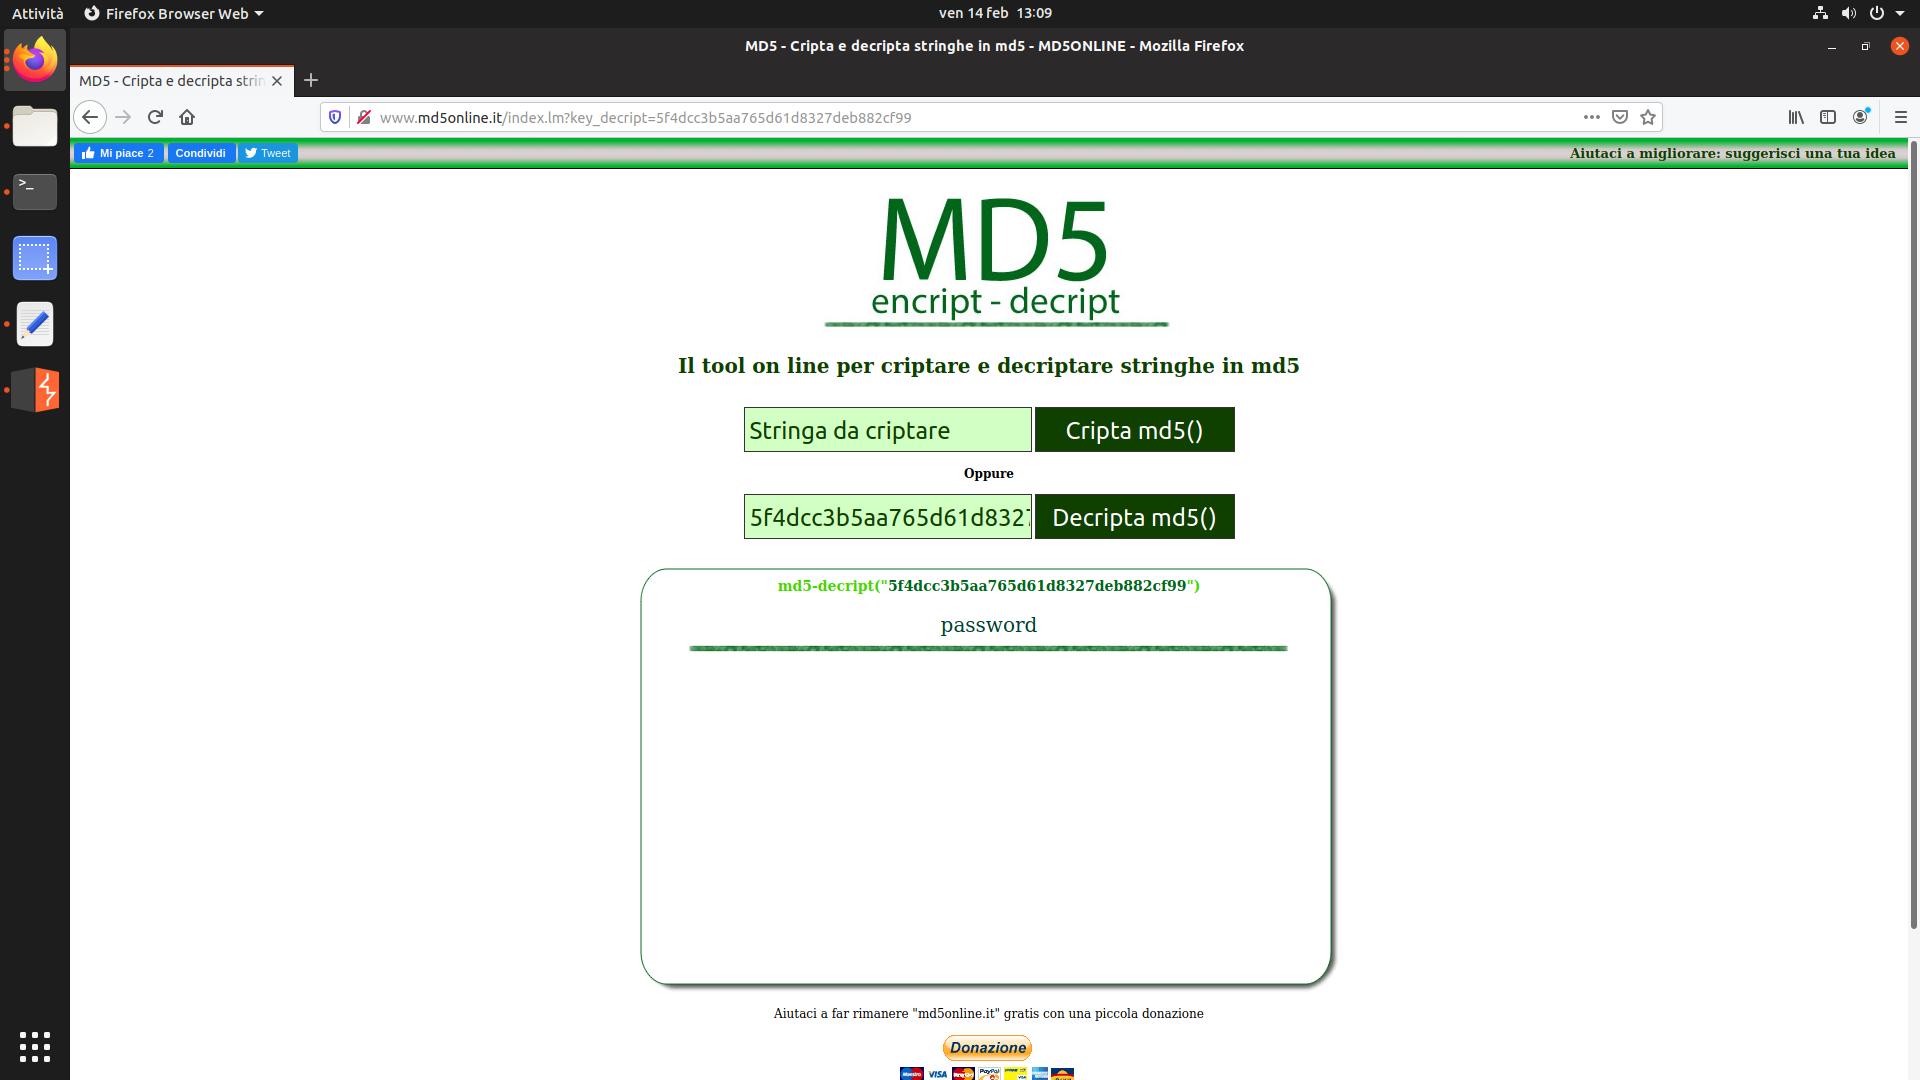 Attività
Firefox Browser Web
ven 14 feb 13:09
MD5 - Cripta e decripta stringhe in md5 - MD5ONLINE - Mozilla Firefox
MD5 - Cripta e decripta strin
www.md5online.it/index.lm?key_decript=5f4dcc3b5aa765d61d8327deb882cf99
Mi piace 2
Condividi
Tweet
Aiutaci a migliorare: suggerisci una tua idea
MD5
encript - decript
Il tool on line per criptare e decriptare stringhe in md5
Stringa da criptare
Cripta md5()
Oppure
5f4dcc3b5aa765d61d8327
Decripta md5()
md5-decript("5f4dcc3b5aa765d61d8327deb882cf99")
password
Aiutaci a far rimanere "md5online.it" gratis con una piccola donazione
Donazione
VISA
PayPal